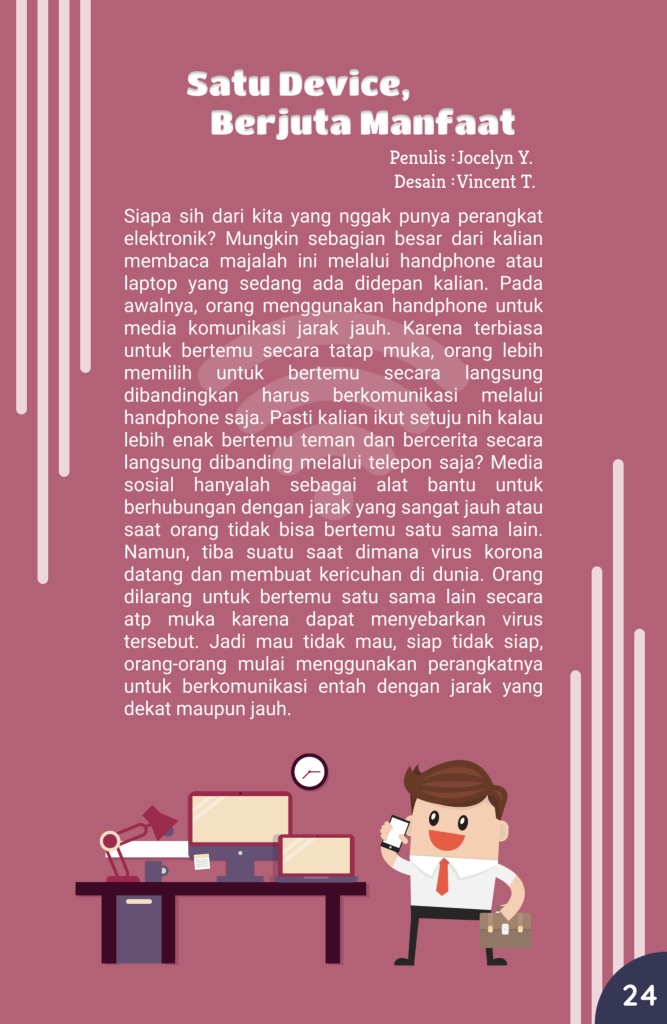 Satu Device,
Berjuta Manfaat
Penulis : Jocelyn Y.
Desain : Vincent T.
Siapa sih dari kita yang nggak punya perangkat
elektronik? Mungkin sebagian besar dari kalian
membaca majalah ini melalui handphone atau
laptop yang sedang ada didepan kalian. Pada
awalnya, orang menggunakan handphone untuk
media komunikasi jarak jauh. Karena terbiasa
untuk bertemu secara tatap muka, orang lebih
memilih untuk bertemu secara langsung
dibandingkan harus berkomunikasi melalui
handphone saja. Pasti kalian ikut setuju nih kalau
lebih enak bertemu teman dan bercerita secara
langsung dibanding melalui telepon saja? Media
sosial hanyalah sebagai alat bantu untuk
berhubungan dengan jarak yang sangat jauh atau
saat orang tidak bisa bertemu satu sama lain.
Namun, tiba suatu saat dimana virus korona
datang dan membuat kericuhan di dunia. Orang
dilarang untuk bertemu satu sama lain secara
atp muka karena dapat menyebarkan virus
tersebut. Jadi mau tidak mau, siap tidak siap,
orang-orang mulai menggunakan perangkatnya
untuk berkomunikasi entah dengan jarak yang
dekat maupun jauh.
24